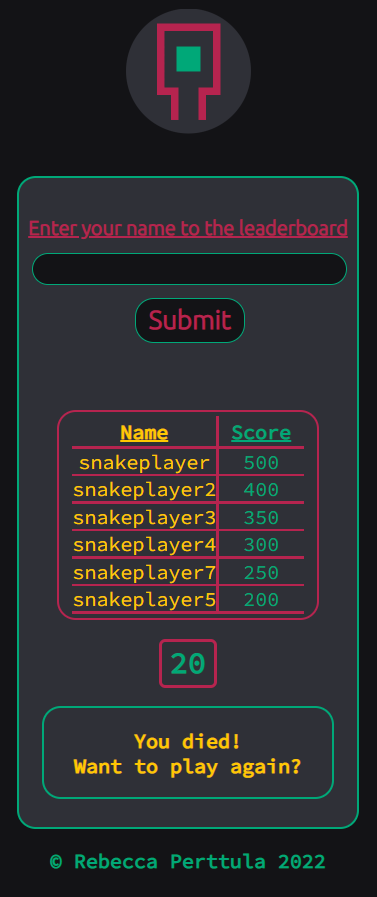 Enter your name to the leaderboard
Submit
Name Score
snakeplayer 500
snakeplayer2 400
snakeplayer3 350
snakeplayer4 300
snakeplayer7 250
snakeplayer5 200
20
You died!
Want to play again?
© Rebecca Perttula 2022